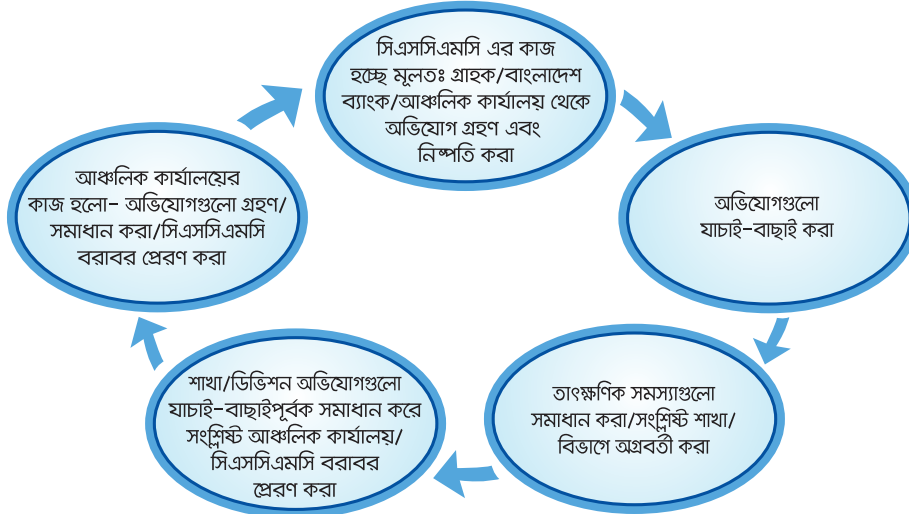 সিএসসিএমসি এর কাজ
হচ্ছে মূলতঃ গ্রাহক/বাংলাদেশ
ব্যাংক/আঞ্চলিক কার্যালয় থেকে
অভিযোগ গ্রহণ এবং
নিষ্পতি করা
অভিযোগগুলো
যাচাই-বাছাই করা
তাৎক্ষণিক সমস্যাগুলো
সমাধান করা/সংশ্লিষ্ট শাখা/
বিভাগে অগ্রবর্তী করা
শাখা/ডিভিশন অভিযোগগুলো
যাচাই-বাছাইপূর্বক সমাধান করে
সংশ্লিষ্ট আঞ্চলিক কার্যালয়/
সিএসসিএমসি বরাবর
প্রেরণ করা
আঞ্চলিক কার্যালয়ের
কাজ হলো- অভিযোগগুলো গ্রহণ/
সমাধান করা/সিএসসিএমসি
বরাবর প্রেরণ করা